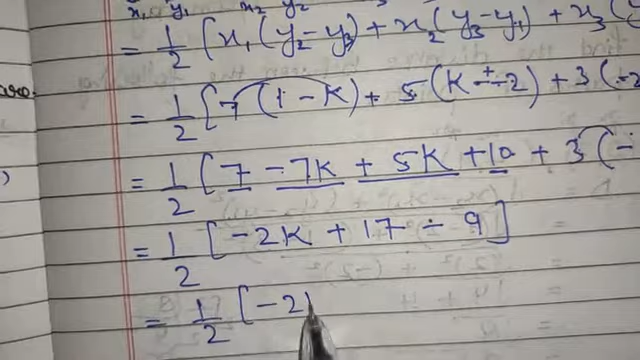 x₁ y₁ x₂ y₂
= 1/2 [x₁(y₂-y₃) + x₂(y₃-y₁) + x₃(
= 1/2 [7(1-K) + 5(K+-2) + 3(-2
= 1/2 [7 - 7K + 5K + 10 + 3(-
= 1/2 [-2K + 17 - 9]
= 1/2 [-2